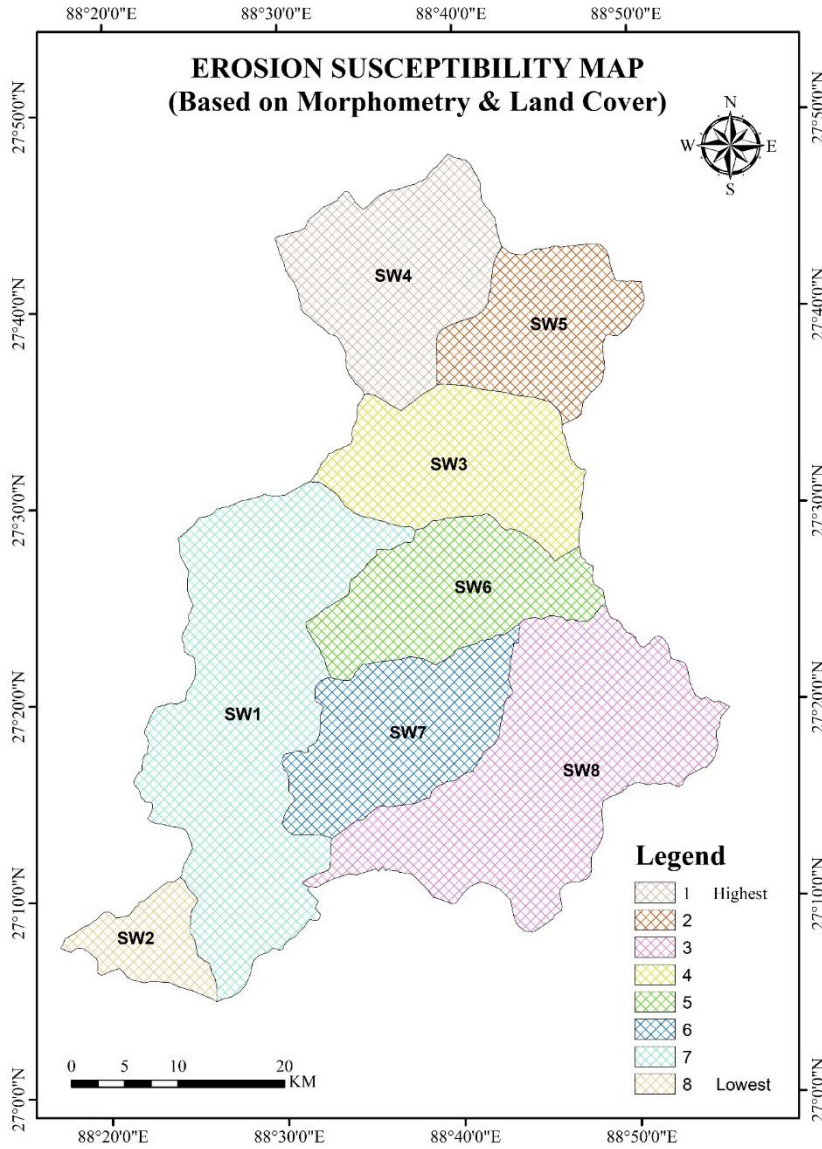 88°20'0"E 88°30'0"E 88°40'0"E 88°50'0"E
EROSION SUSCEPTIBILITY MAP
(Based on Morphometry & Land Cover)
N
W E
S
27°50'0"N 27°50'0"N
SW4
27°40'0"N SW5 27°40'0"N
SW3
27°30'0"N 27°30'0"N
SW6
27°20'0"N SW1 SW7 27°20'0"N
SW8
Legend
1 Highest
27°10'0"N 27°10'0"N
2
SW2
3
4
5
6
7
8 Lowest
0 5 10 20
KM
27°0'0"N 27°0'0"N
88°20'0"E 88°30'0"E 88°40'0"E 88°50'0"E